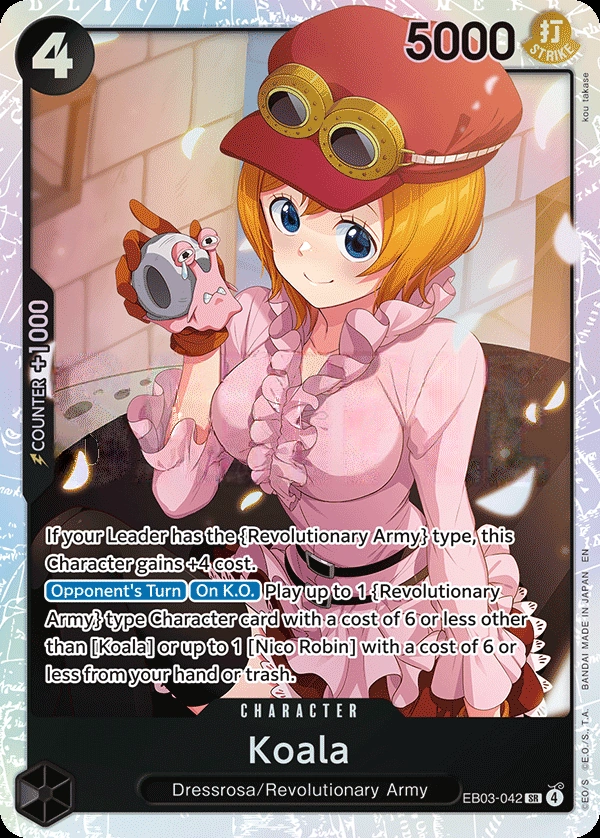 4
5000
打
STRIKE
kou takase
COUNTER +1000
If your Leader has the {Revolutionary Army} type, this
Character gains +4 cost.
Opponent's Turn On K.O. Play up to 1 {Revolutionary
Army} type Character card with a cost of 6 or less other
than [Koala] or up to 1 [Nico Robin] with a cost of 6 or
less from your hand or trash.
CHARACTER
Koala
Dressrosa/Revolutionary Army
EB03-042 SR 4
©EO/S ©E.O./S, T.A. BANDAI MADE IN JAPAN EN